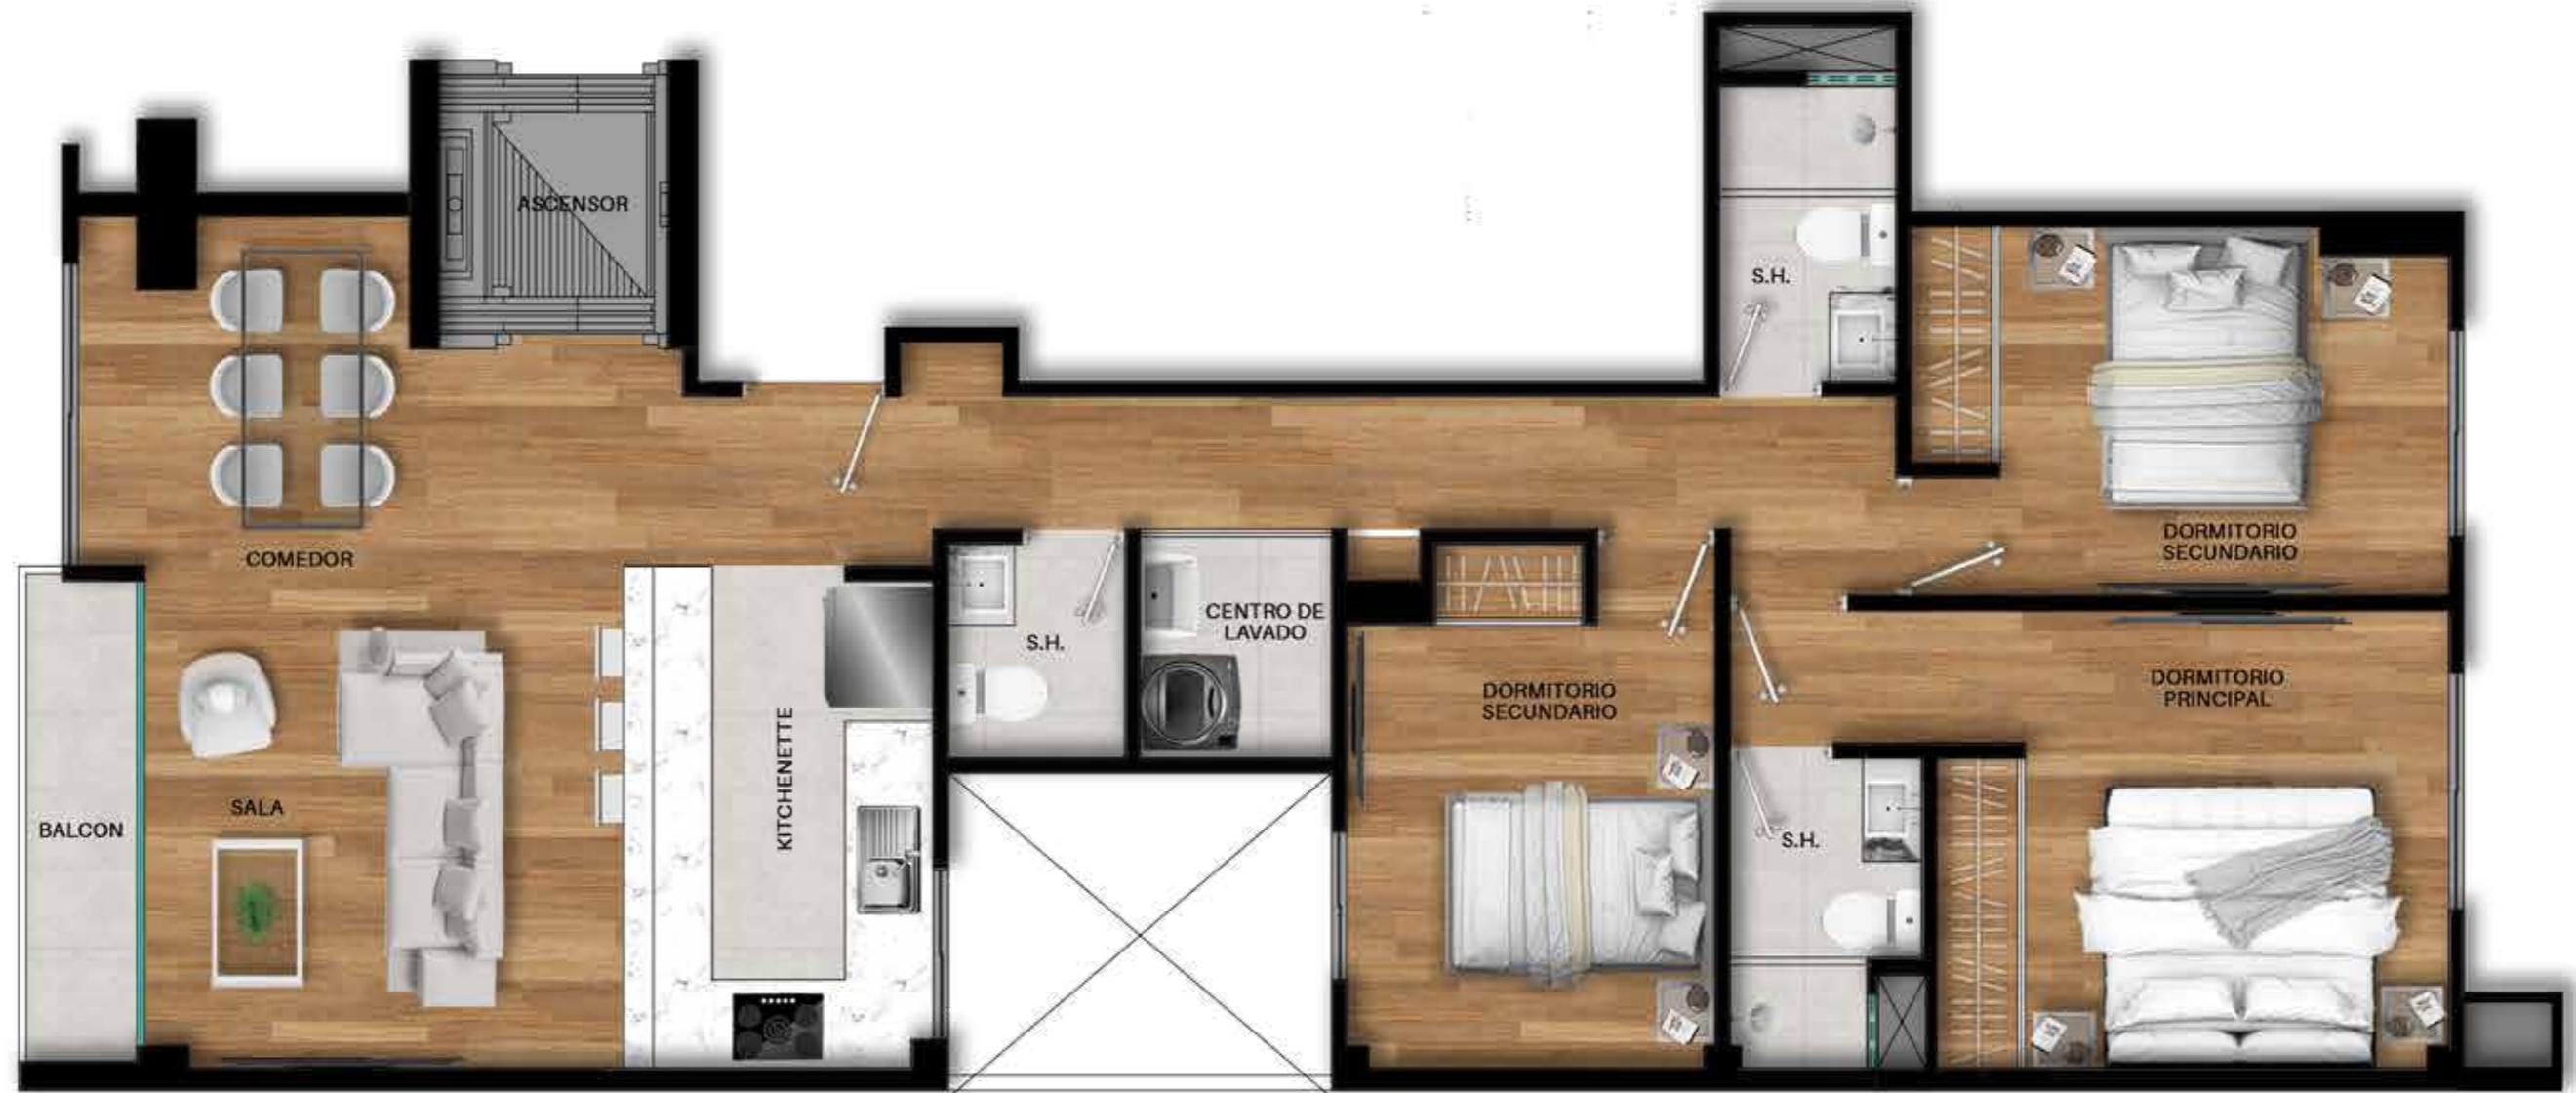 ASCENSOR
S.H.
COMEDOR
DORMITORIO
SECUNDARIO
S.H.
CENTRO DE
LAVADO
DORMITORIO
SECUNDARIO
DORMITORIO
PRINCIPAL
KITCHENETTE
SALA
BALCON
S.H.